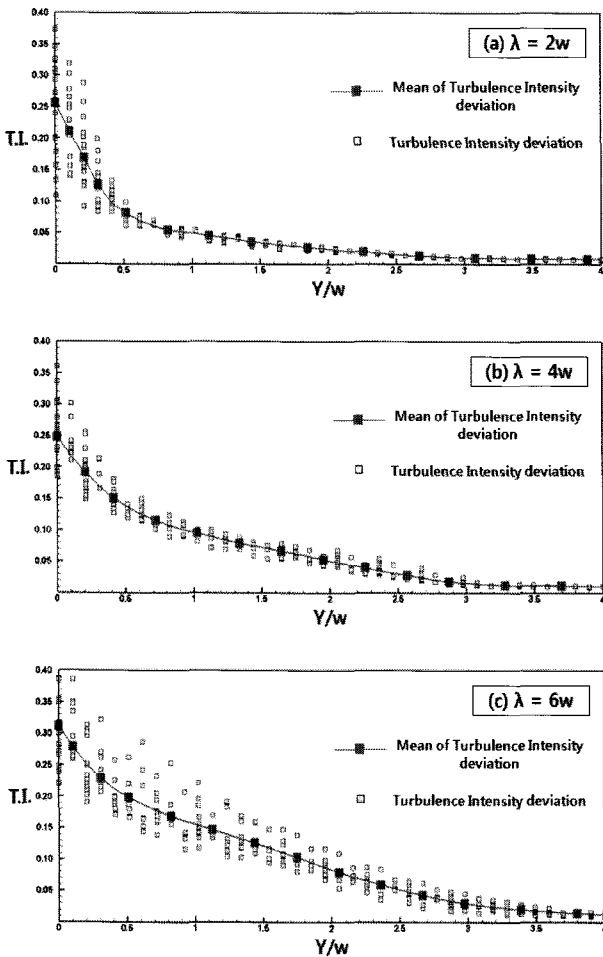 0.40
(a) λ = 2w
0.35
0.30
Mean of Turbulence Intensity
deviation
0.25
T.I.
0.20
Turbulence Intensity deviation
0.15
0.10
0.05
0 0.5 1 1.5 2 2.5 3 3.5 4
Y/w
0.40
(b) λ = 4w
0.35
0.30
Mean of Turbulence Intensity
deviation
0.25
T.I.
0.20
Turbulence Intensity deviation
0.15
0.10
0.05
0 0.5 1 1.5 2 2.5 3 3.5 4
Y/w
0.40
(c) λ = 6w
0.35
0.30
Mean of Turbulence Intensity
deviation
0.25
T.I.
0.20
Turbulence Intensity deviation
0.15
0.10
0.05
0 0.5 1 1.5 2 2.5 3 3.5 4
Y/w